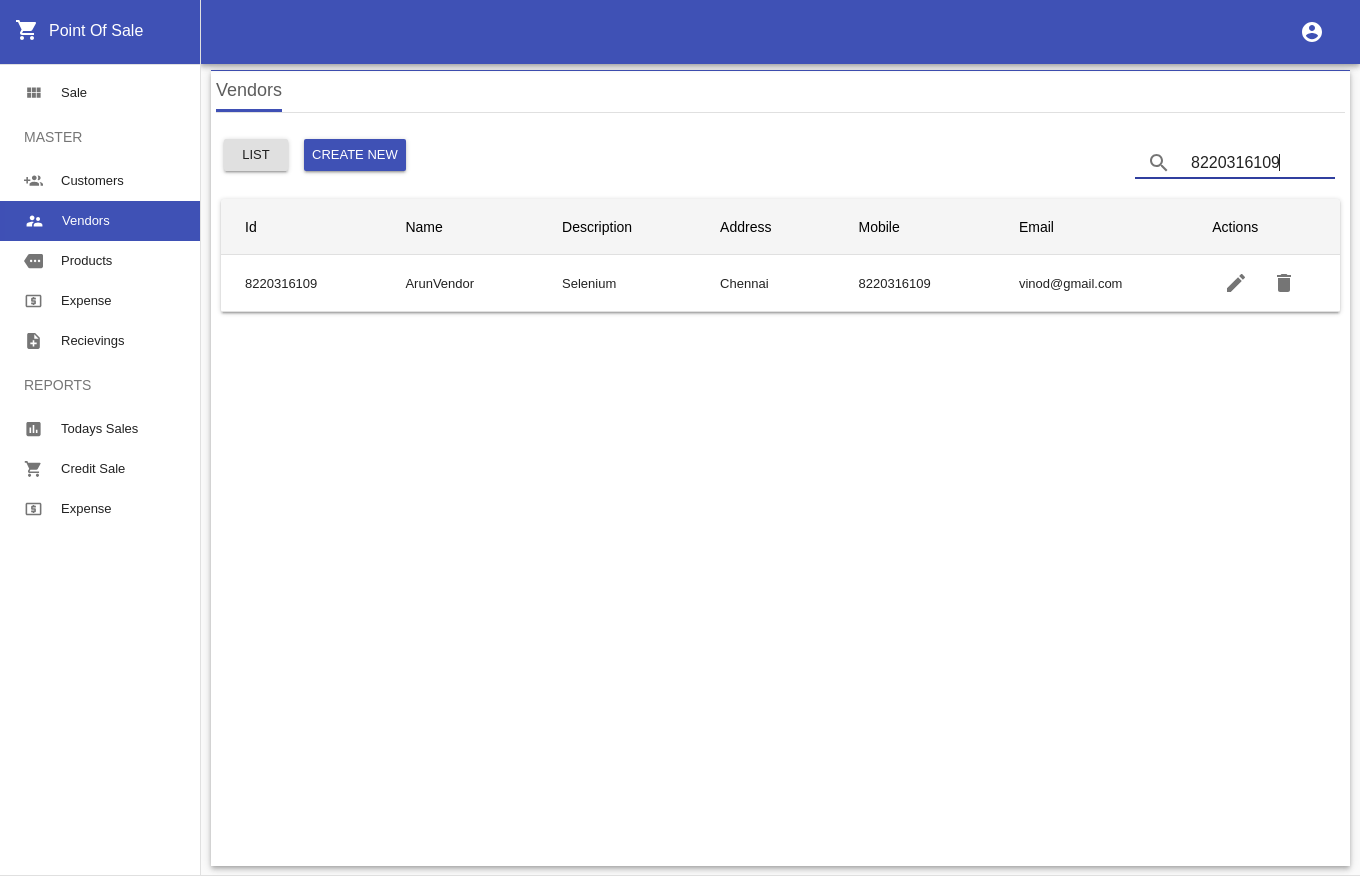 Point Of Sale
Sale
MASTER
Customers
Vendors
Products
Expense
Recievings
REPORTS
Todays Sales
Credit Sale
Expense
Vendors
LIST CREATE NEW
8220316109
Id Name Description Address Mobile Email Actions
8220316109 ArunVendor Selenium Chennai 8220316109 vinod@gmail.com